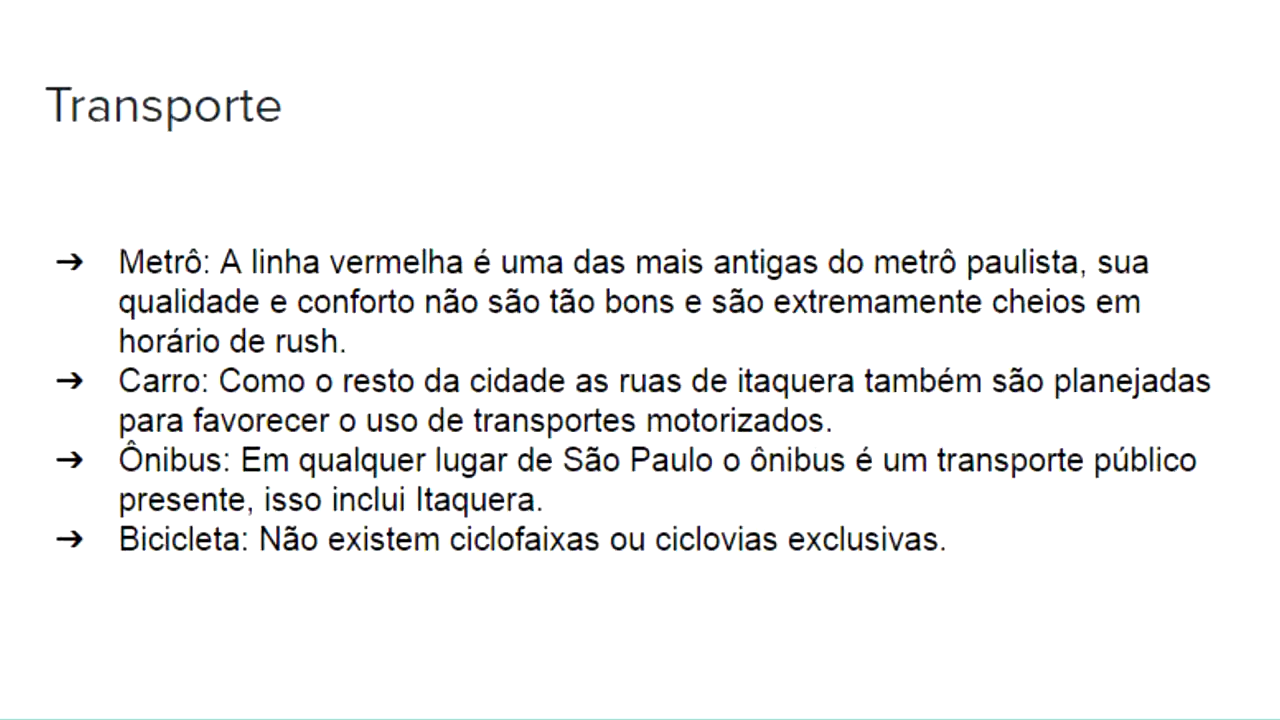 Transporte
➔ Metrô: A linha vermelha é uma das mais antigas do metrô paulista, sua
qualidade e conforto não são tão bons e são extremamente cheios em
horário de rush.
➔ Carro: Como o resto da cidade as ruas de itaquera também são planejadas
para favorecer o uso de transportes motorizados.
➔ Ônibus: Em qualquer lugar de São Paulo o ônibus é um transporte público
presente, isso inclui Itaquera.
➔ Bicicleta: Não existem ciclofaixas ou ciclovias exclusivas.